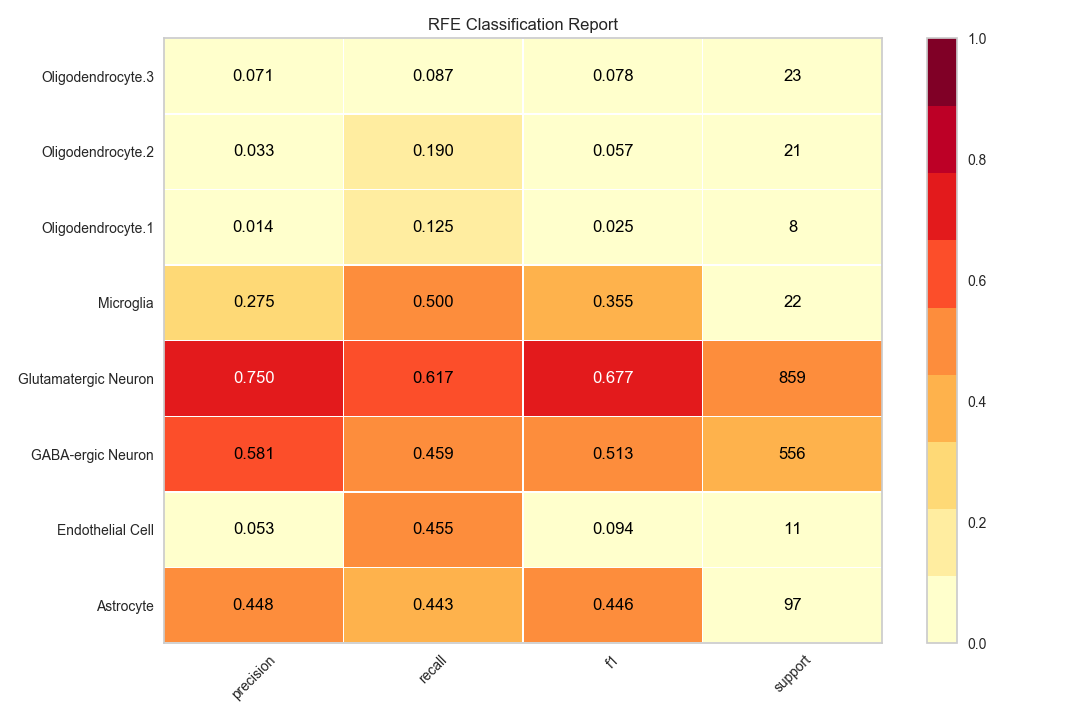 RFE Classification Report
Oligodendrocyte.3 0.071 0.087 0.078 23
Oligodendrocyte.2 0.033 0.190 0.057 21
Oligodendrocyte.1 0.014 0.125 0.025 8
Microglia 0.275 0.500 0.355 22
Glutamatergic Neuron 0.750 0.617 0.677 859
GABA-ergic Neuron 0.581 0.459 0.513 556
Endothelial Cell 0.053 0.455 0.094 11
Astrocyte 0.448 0.443 0.446 97
precision recall f1 support
1.0
0.8
0.6
0.4
0.2
0.0